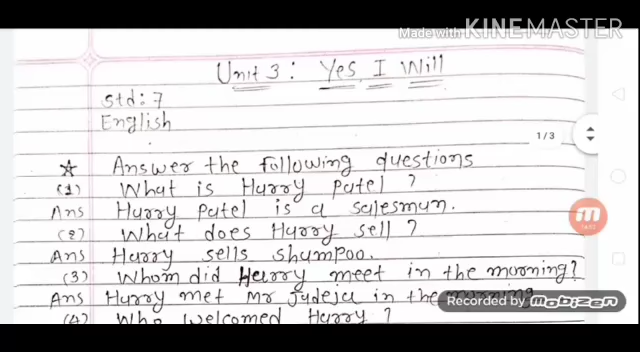 Made with KINEMASTER
Unit 3 : Yes I Will
Std: 7
English
1/3
☆ Answer the following questions
(1) What is Harry Patel ?
Ans Harry Patel is a salesman.
(2) What does Harry sell ?
Ans Harry sells shampoo.
(3) Whom did Harry meet in the morning?
Ans Harry met Mr Jadeja in the morning
Recorded by mobizen
(4) Who welcomed Harry ?